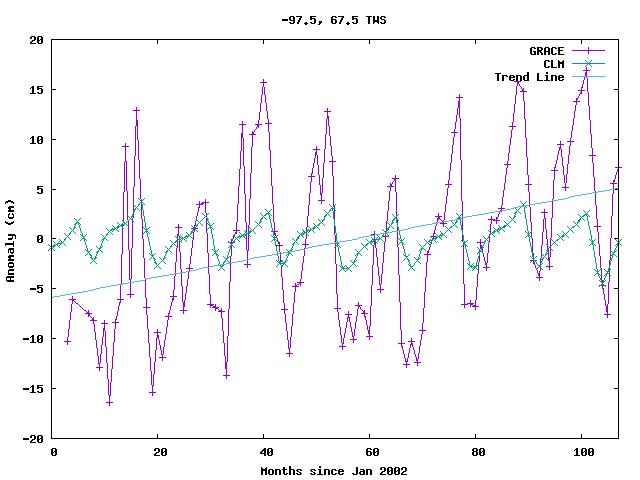 -97.5, 67.5 TWS
GRACE
CLM
Trend Line
20
15
10
5
0
-5
-10
-15
-20
Anomaly (cm)
0 20 40 60 80 100
Months since Jan 2002